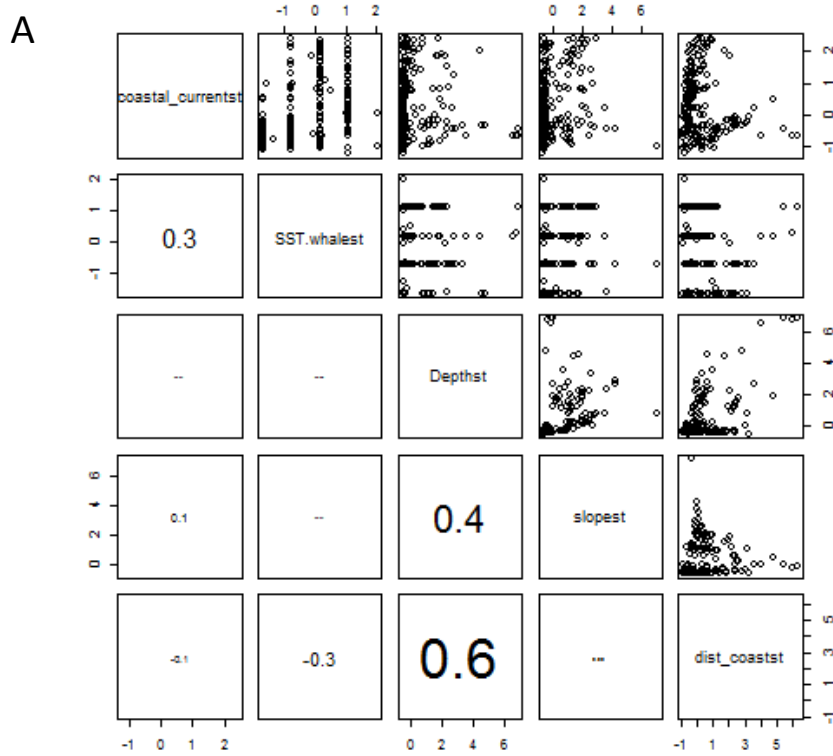 A
-1 0 1 2
0 2 4 6
coastal_currentst
-1 0 1 2
-1 0 1 2
0.3
SST.whalest
--
--
Depthst
0 2 4 6
0 2 4 6
0.1
--
0.4
slopest
-0.1
-0.3
0.6
dist_coastst
-1 1 3 5
-1 0 1 2
0 2 4 6
-1 1 3 5